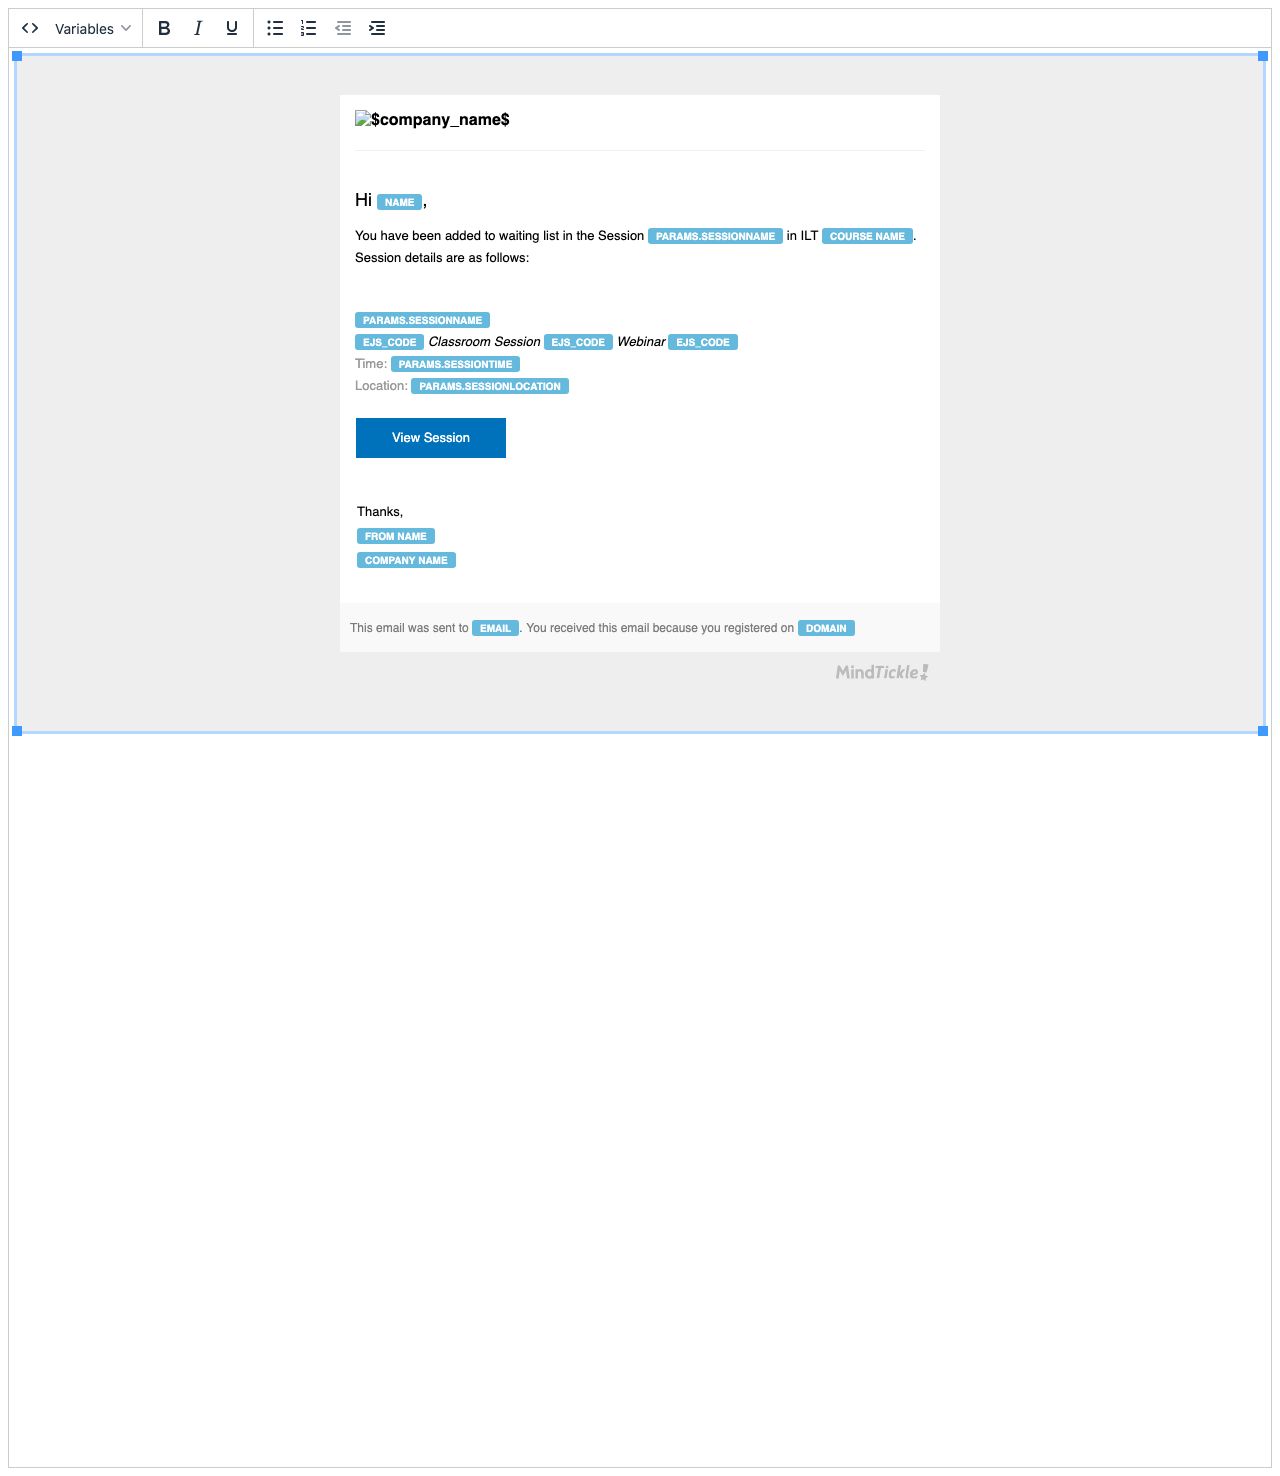 Variables B I U
$company_name$
Hi NAME,
You have been added to waiting list in the Session PARAMS.SESSIONNAME in ILT COURSE NAME.
Session details are as follows:
PARAMS.SESSIONNAME
EJS_CODE Classroom Session EJS_CODE Webinar EJS_CODE
Time: PARAMS.SESSIONTIME
Location: PARAMS.SESSIONLOCATION
View Session
Thanks,
FROM NAME
COMPANY NAME
This email was sent to EMAIL. You received this email because you registered on DOMAIN
MindTickle!